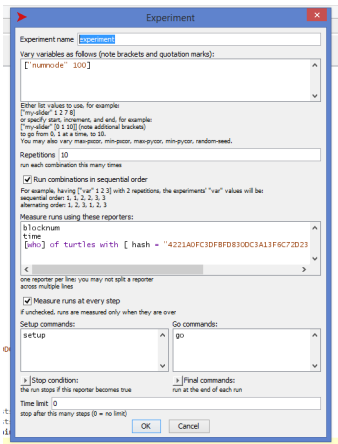 Experiment
Experiment name experiment
Vary variables as follows (note brackets and quotation marks):
["numnode" 100]
Either list values to use, for example:
["my-slider" 1 2 7 8]
or specify start, increment, and end, for example:
["my-slider" [0 1 10]] (note additional brackets)
to go from 0, 1 at a time, to 10.
You may also vary max-pxcor, min-pxcor, max-pycor, min-pycor, random-seed.
Repetitions 10
run each combination this many times
Run combinations in sequential order
For example, having ["var" 1 2 3] with 2 repetitions, the experiments' "var" values will be:
sequential order: 1, 1, 2, 2, 3, 3
alternating order: 1, 2, 3, 1, 2, 3
Measure runs using these reporters:
blocknum
time
[who] of turtles with [ hash = "4221A0FC3DFBFD83ODC3A13F6C72D23
one reporter per line; you may not split a reporter
across multiple lines
Measure runs at every step
if unchecked, runs are measured only when they are over
Setup commands:
Go commands:
setup
go
Stop condition:
Final commands:
the run stops if this reporter becomes true
run at the end of each run
Time limit 0
stop after this many steps (0 = no limit)
OK
Cancel